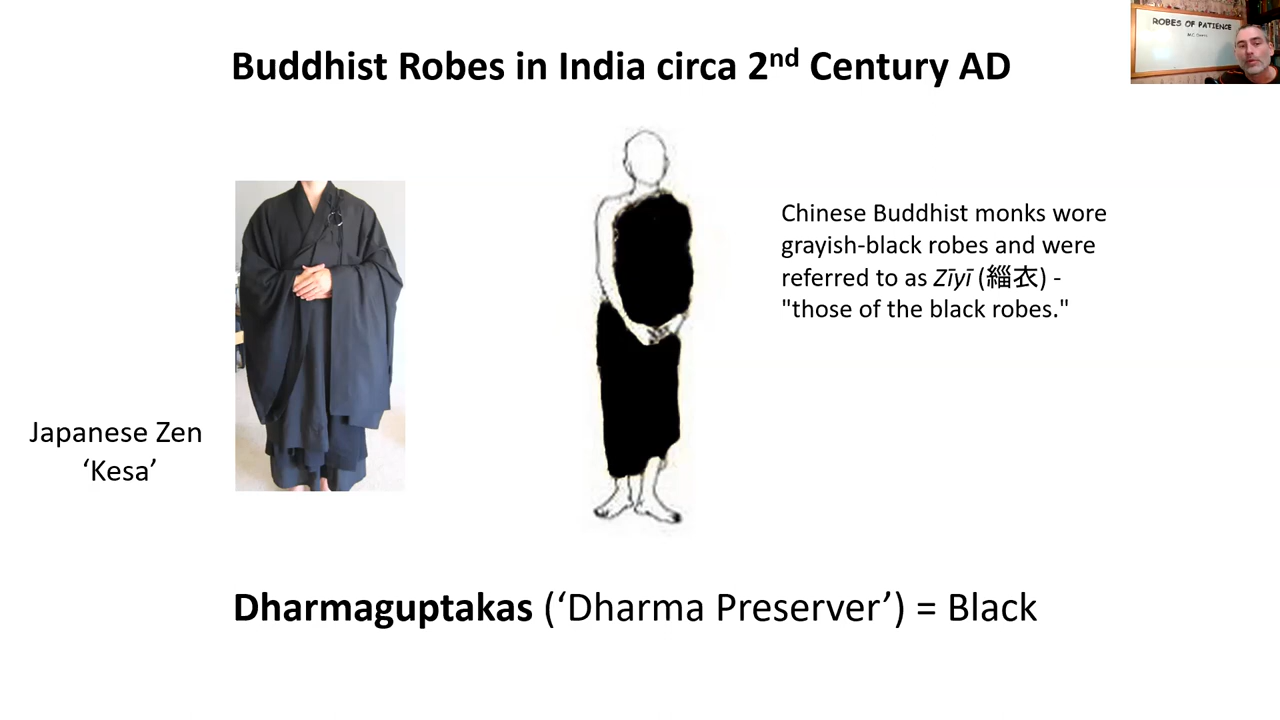 ROBES OF PATIENCE
Buddhist Robes in India circa 2nd Century AD
Chinese Buddhist monks wore
grayish-black robes and were
referred to as Zīyī (緇衣) -
"those of the black robes."
Japanese Zen
‘Kesa’
Dharmaguptakas (‘Dharma Preserver’) = Black